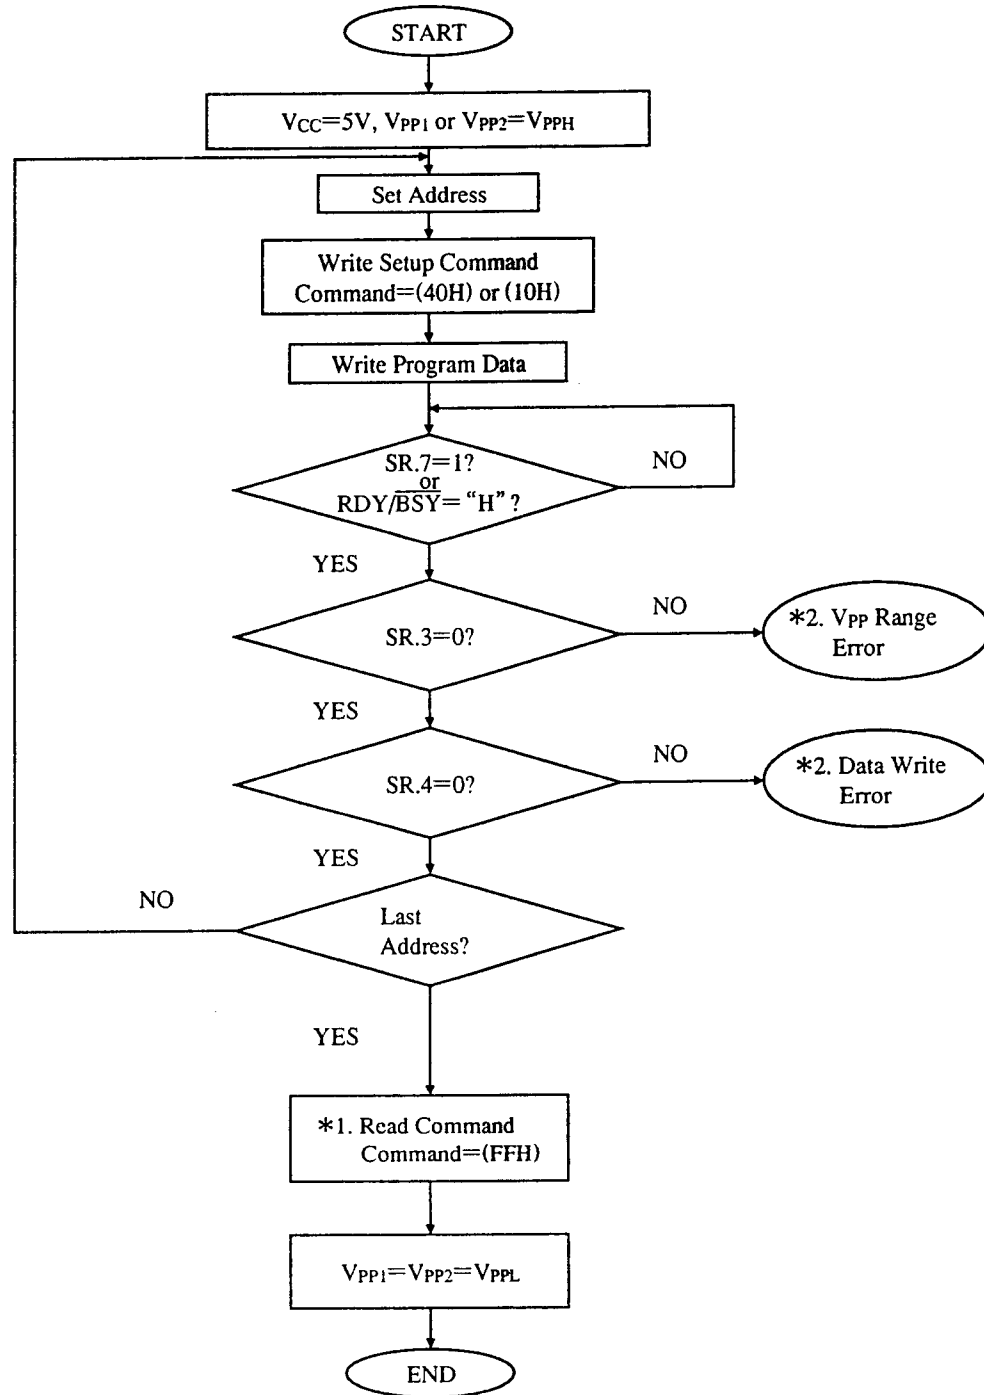 START
VCC=5V, VPP1 or VPP2=VPPH
Set Address
Write Setup Command
Command=(40H) or (10H)
Write Program Data
SR.7=1?
or
RDY/BSY= “H” ?
NO
YES
SR.3=0?
NO
*2. VPP Range
Error
YES
SR.4=0?
NO
*2. Data Write
Error
YES
Last
Address?
NO
YES
*1. Read Command
Command=(FFH)
VPP1=VPP2=VPPL
END